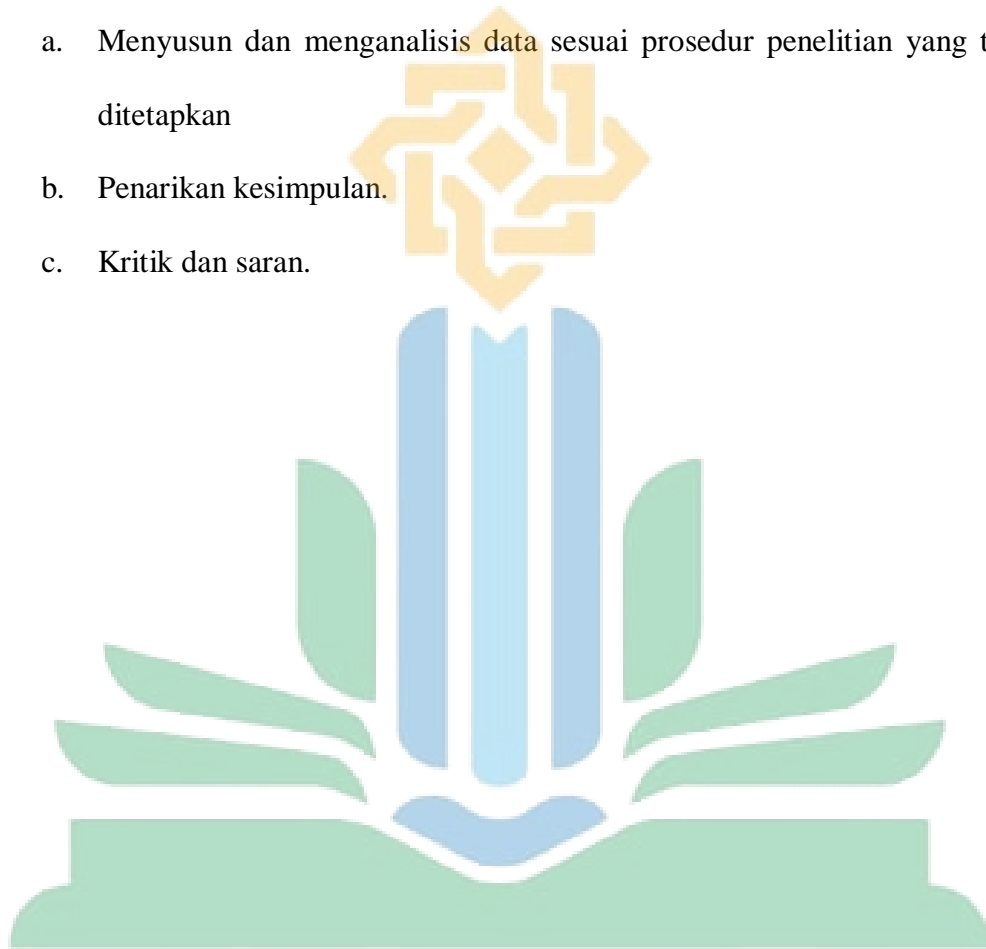 a. Menyusun dan menganalisis data sesuai prosedur penelitian yang
ditetapkan
b. Penarikan kesimpulan.
c. Kritik dan saran.